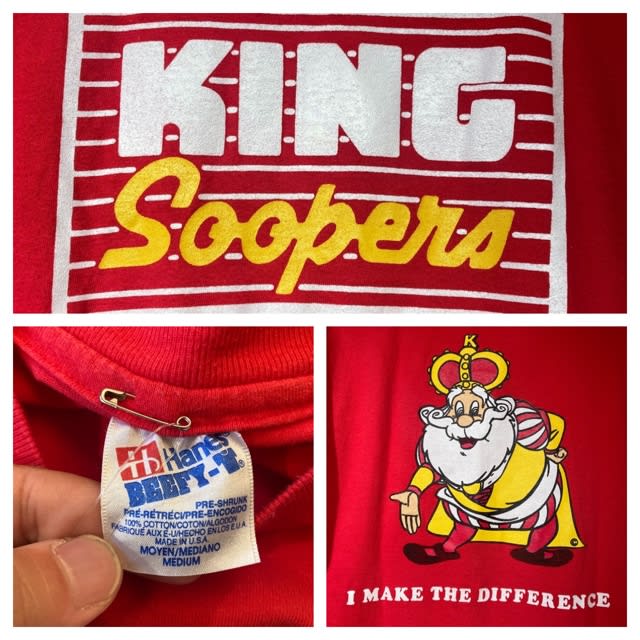 KING
Soopers
Hanes
BEEFY-T®
PRE-SHRUNK
PRE-RÉTRÉCI/PRE-ENCOGIDO
100% COTTON/COTON/ALGODON
FABRIQUÉ AUX É-U/HECHO EN LOS E.U.A.
MADE IN U.S.A.
MOYEN/MEDIANO
MEDIUM
K
©
I MAKE THE DIFFERENCE